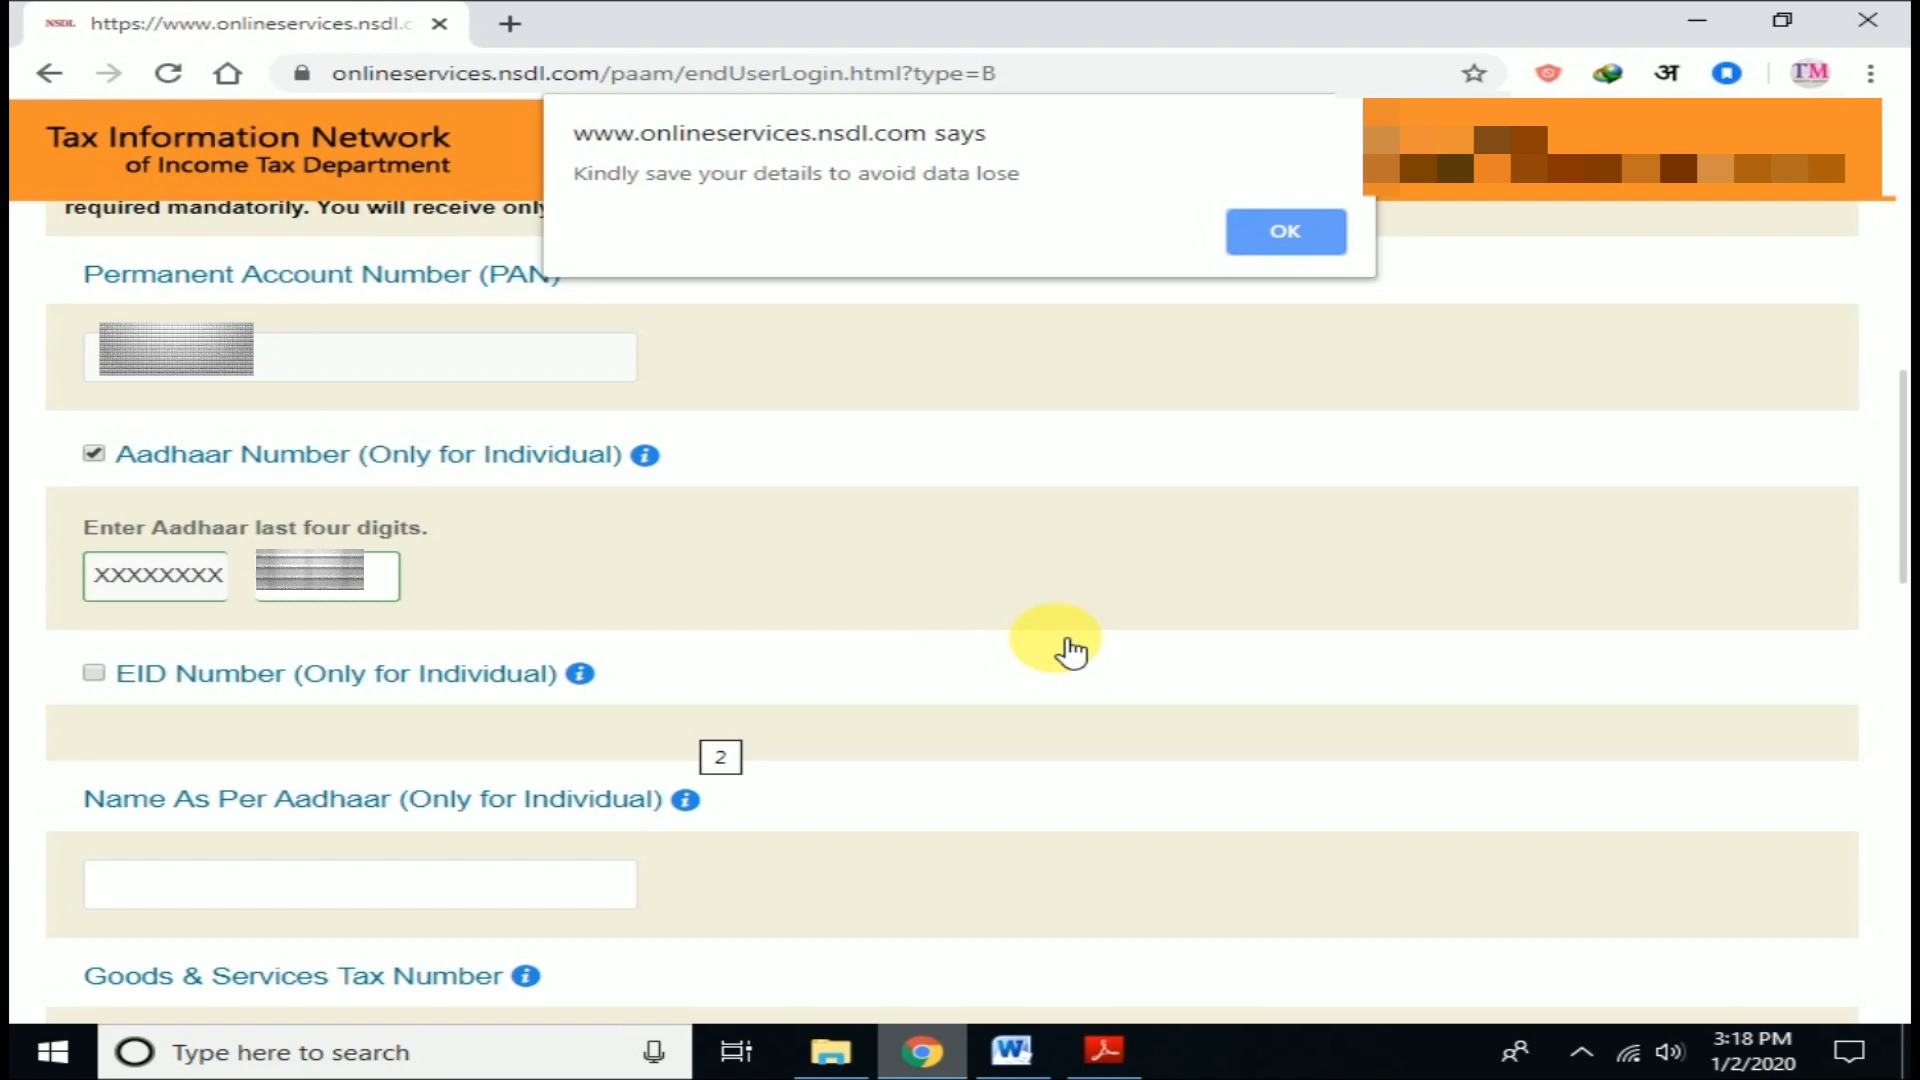 NSDL https://www.onlineservices.nsdl.c
onlineservices.nsdl.com/paam/endUserLogin.html?type=B
अ
TM
Tax Information Network
of Income Tax Department
www.onlineservices.nsdl.com says
Kindly save your details to avoid data lose
OK
required mandatorily. You will receive only
Permanent Account Number (PAN)
Aadhaar Number (Only for Individual) i
Enter Aadhaar last four digits.
XXXXXXXX
EID Number (Only for Individual) i
2
Name As Per Aadhaar (Only for Individual) i
Goods & Services Tax Number i
Type here to search
W
3:18 PM
1/2/2020